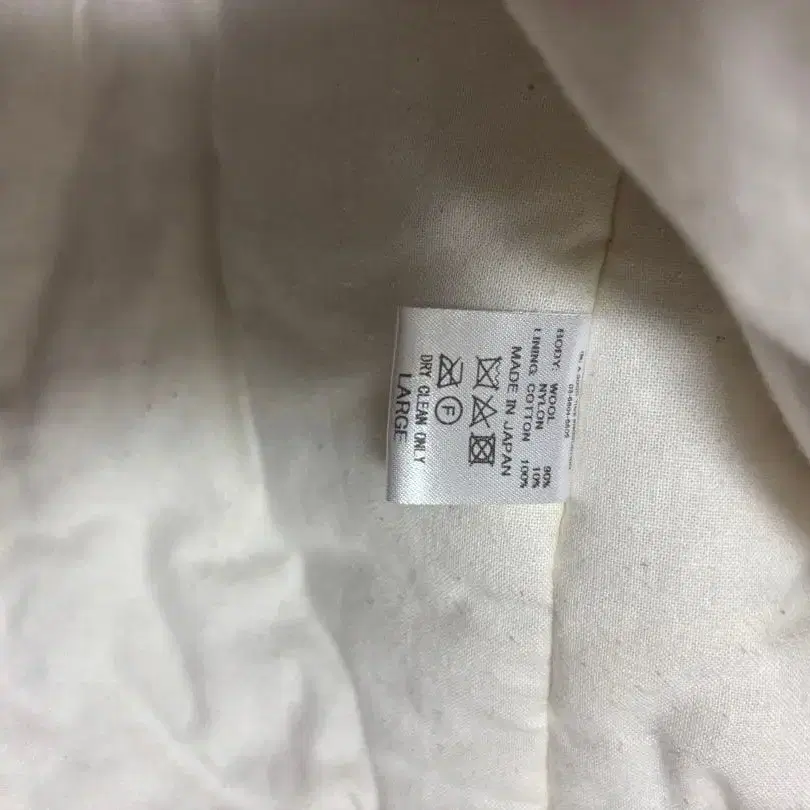 BODY: WOOL 90%
NYLON 10%
LINING: COTTON 100%
MADE IN JAPAN
F
DRY CLEAN ONLY
LARGE